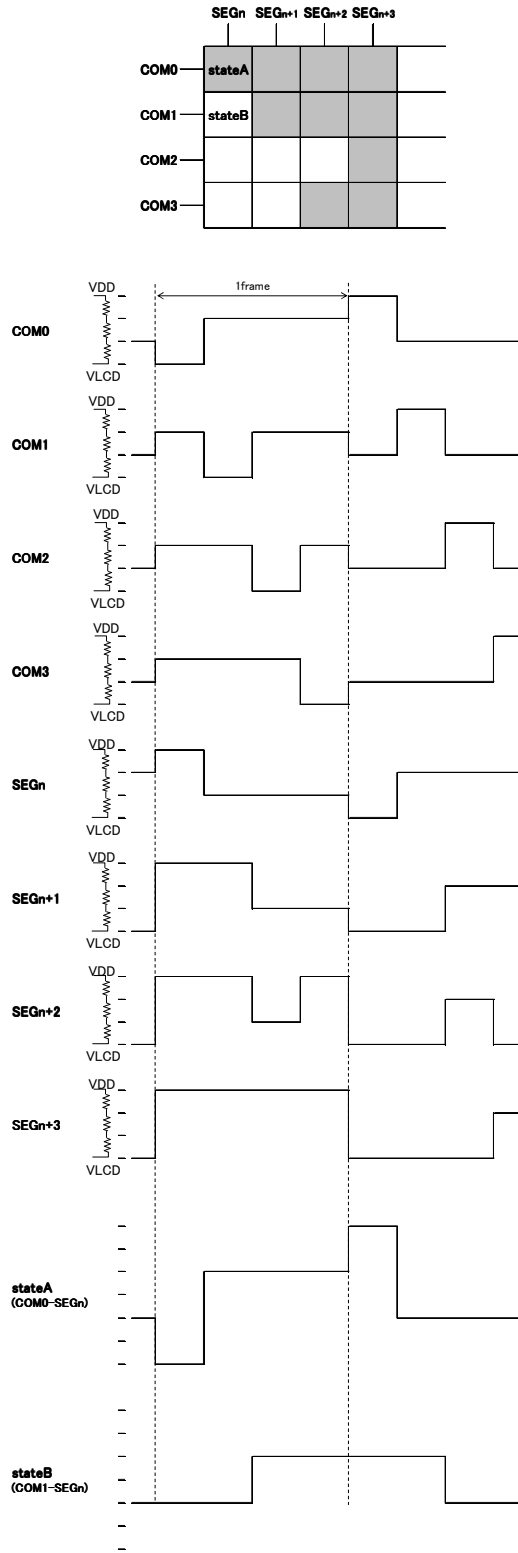 SEGn SEGn+1 SEGn+2 SEGn+3
COM0 stateA
COM1 stateB
COM2
COM3
VDD
1frame
COM0
VLCD
VDD
COM1
VLCD
VDD
COM2
VLCD
VDD
COM3
VLCD
VDD
SEGn
VLCD
VDD
SEGn+1
VLCD
VDD
SEGn+2
VLCD
VDD
SEGn+3
VLCD
stateA
(COM0-SEGn)
stateB
(COM1-SEGn)